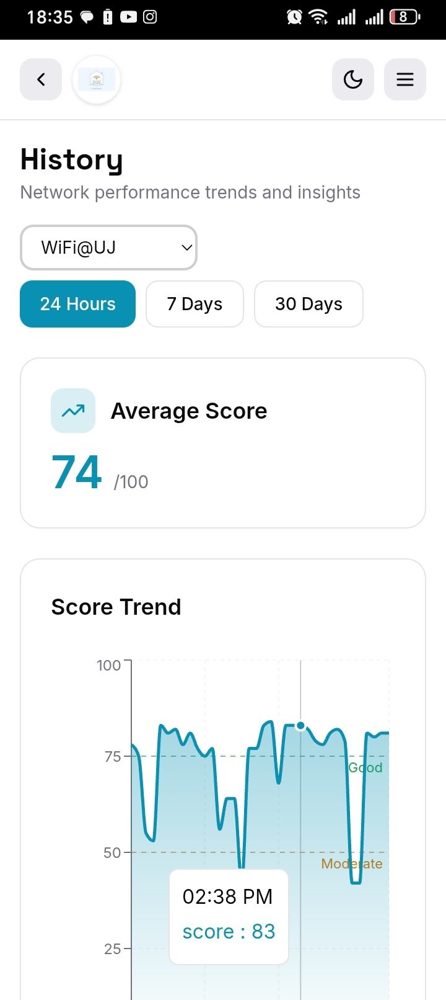 18:35
8
History
Network performance trends and insights
WiFi@UJ
24 Hours
7 Days
30 Days
Average Score
74 /100
Score Trend
100
75
Good
50
Moderate
02:38 PM
score : 83
25